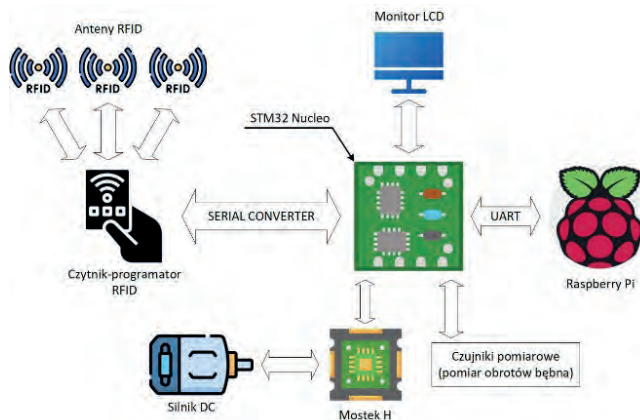 Anteny RFID
Monitor LCD
RFID
RFID
RFID
STM32 Nucleo
SERIAL CONVERTER
UART
Czytnik-programator
RFID
Raspberry Pi
Czujniki pomiarowe
(pomiar obrotów bębna)
Silnik DC
Mostek H